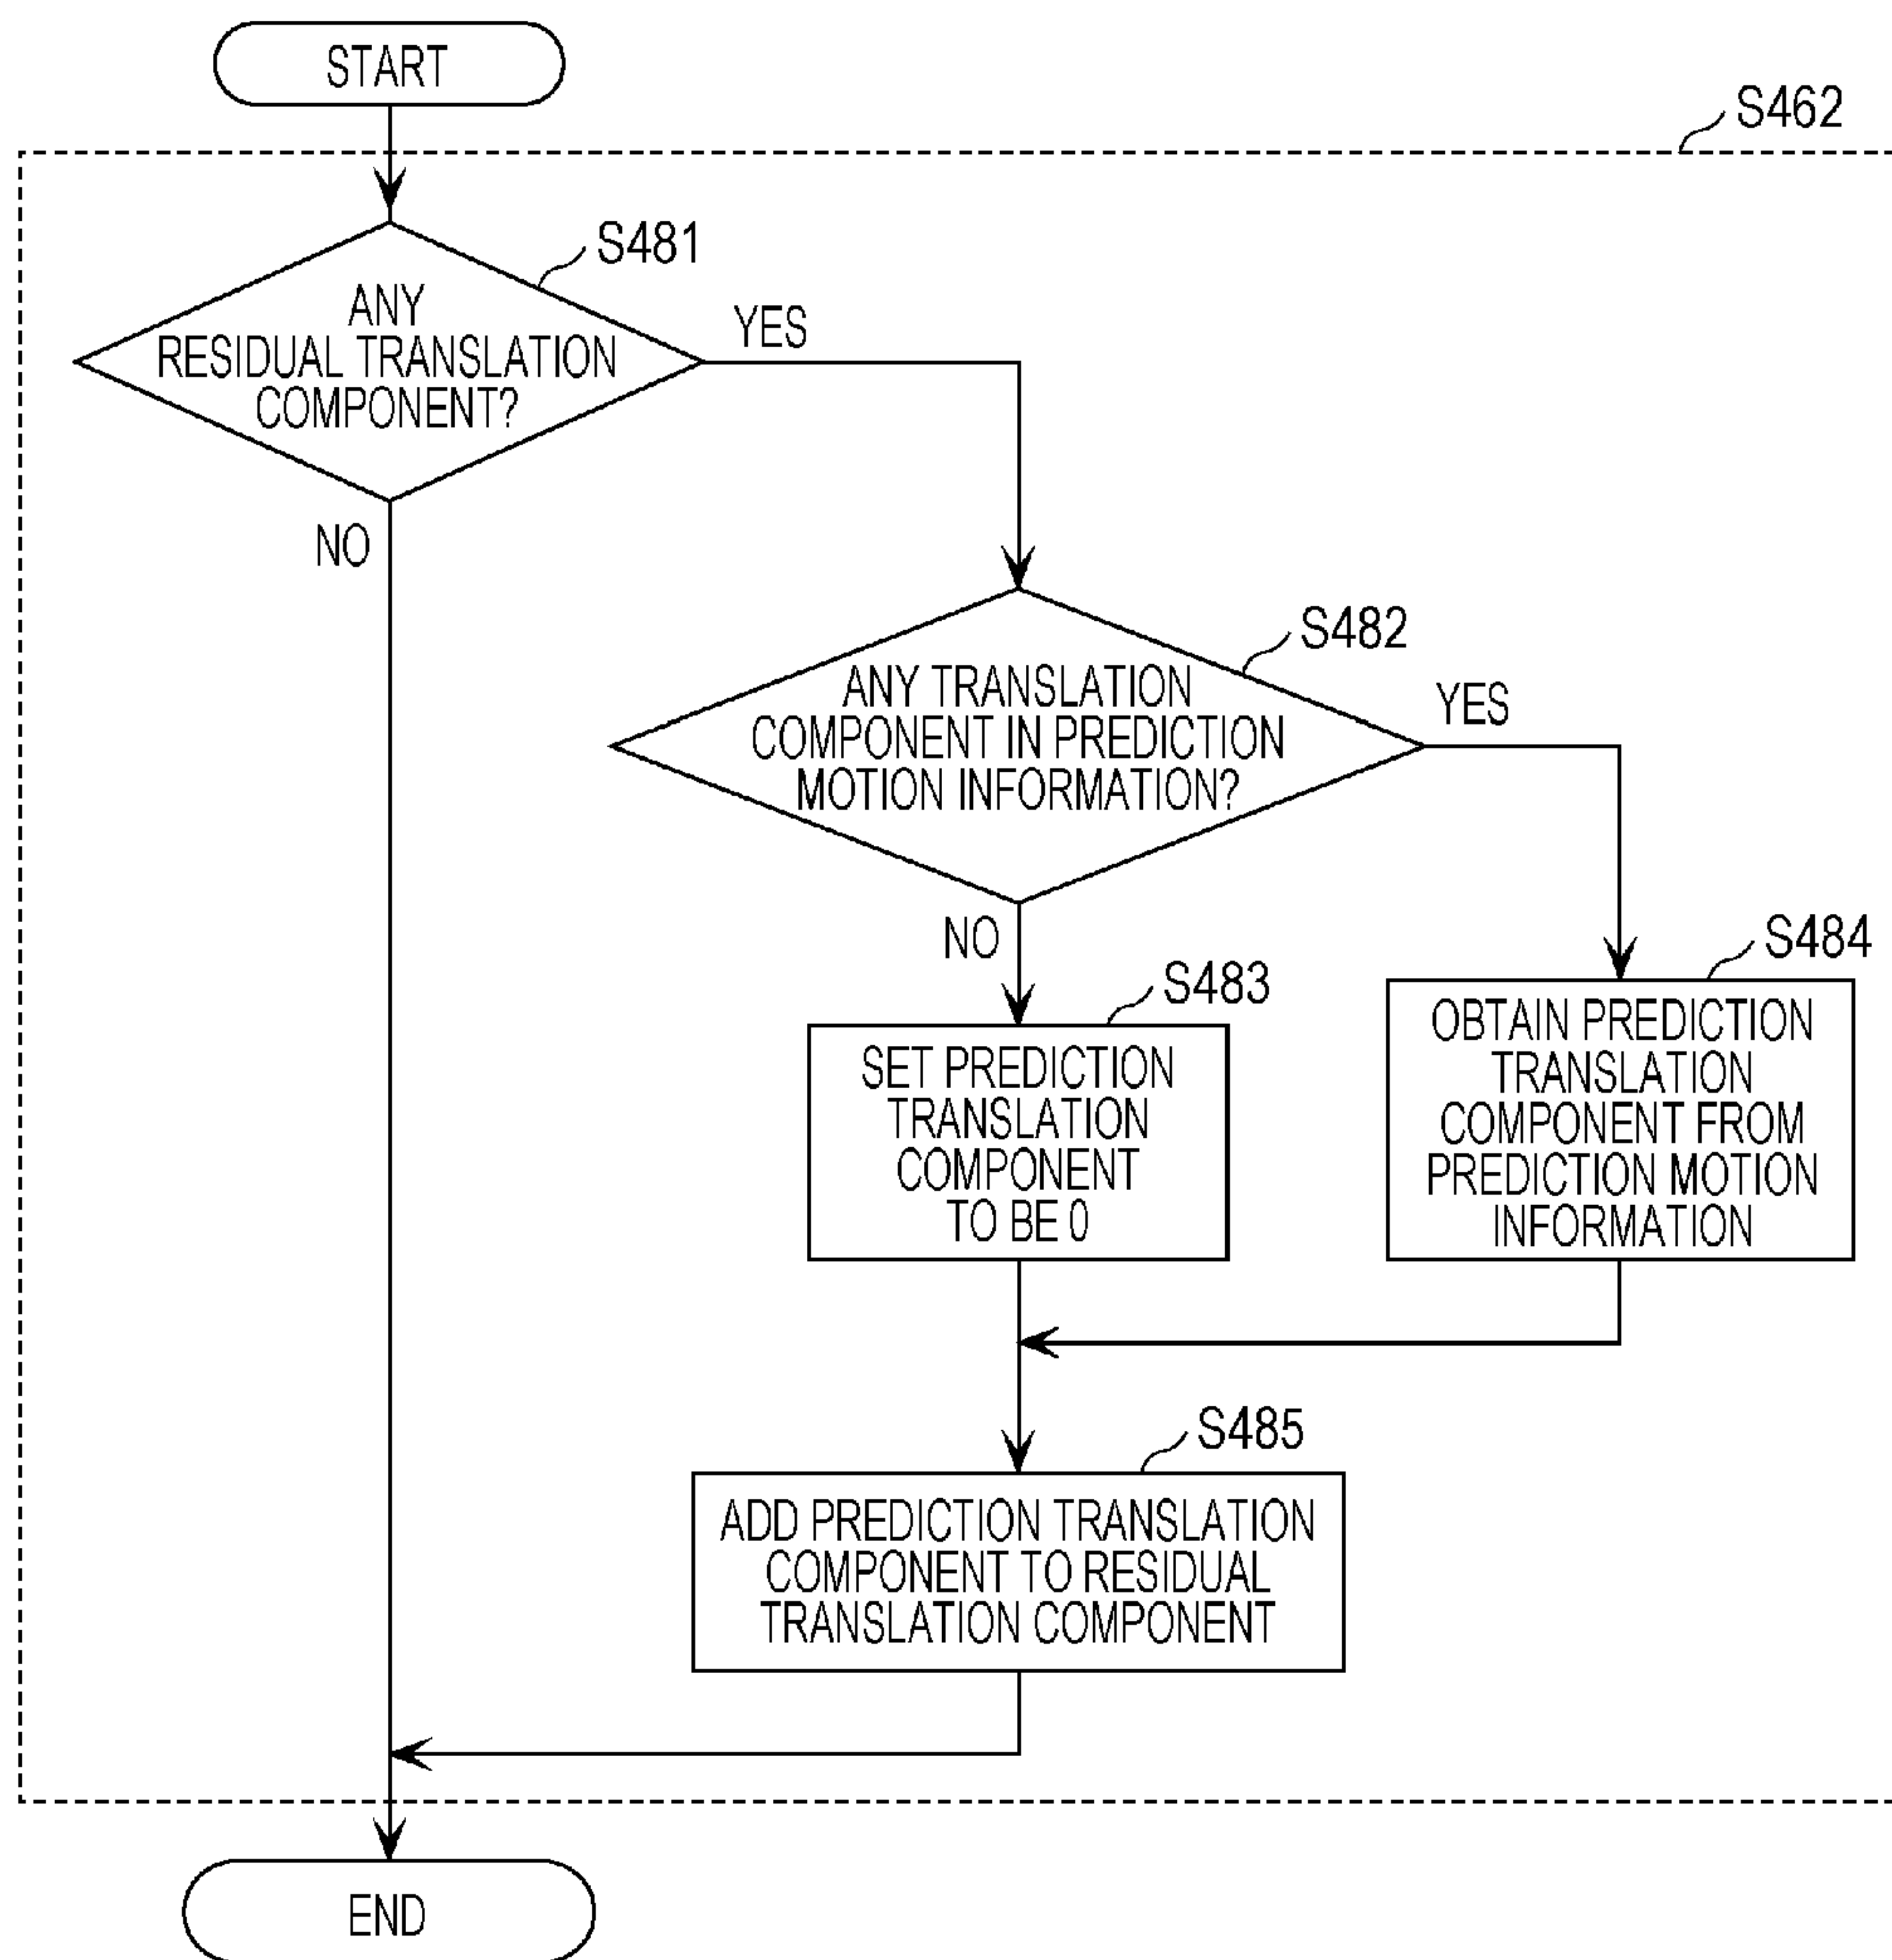 START
S462
S481
ANY
RESIDUAL TRANSLATION
COMPONENT?
YES
NO
S482
ANY TRANSLATION
COMPONENT IN PREDICTION
MOTION INFORMATION?
YES
NO
S483
SET PREDICTION
TRANSLATION
COMPONENT
TO BE 0
S484
OBTAIN PREDICTION
TRANSLATION
COMPONENT FROM
PREDICTION MOTION
INFORMATION
S485
ADD PREDICTION TRANSLATION
COMPONENT TO RESIDUAL
TRANSLATION COMPONENT
END